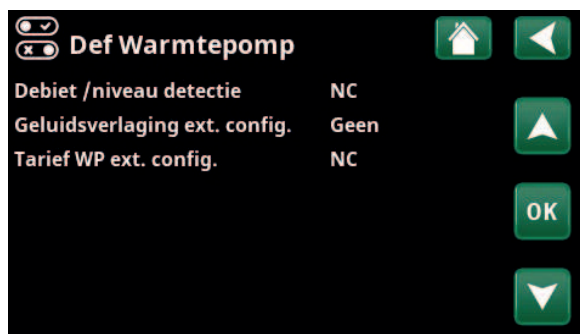 Def Warmtepomp
Debiet /niveau detectie NC
Geluidsverlaging ext. config. Geen
Tarief WP ext. config. NC
OK